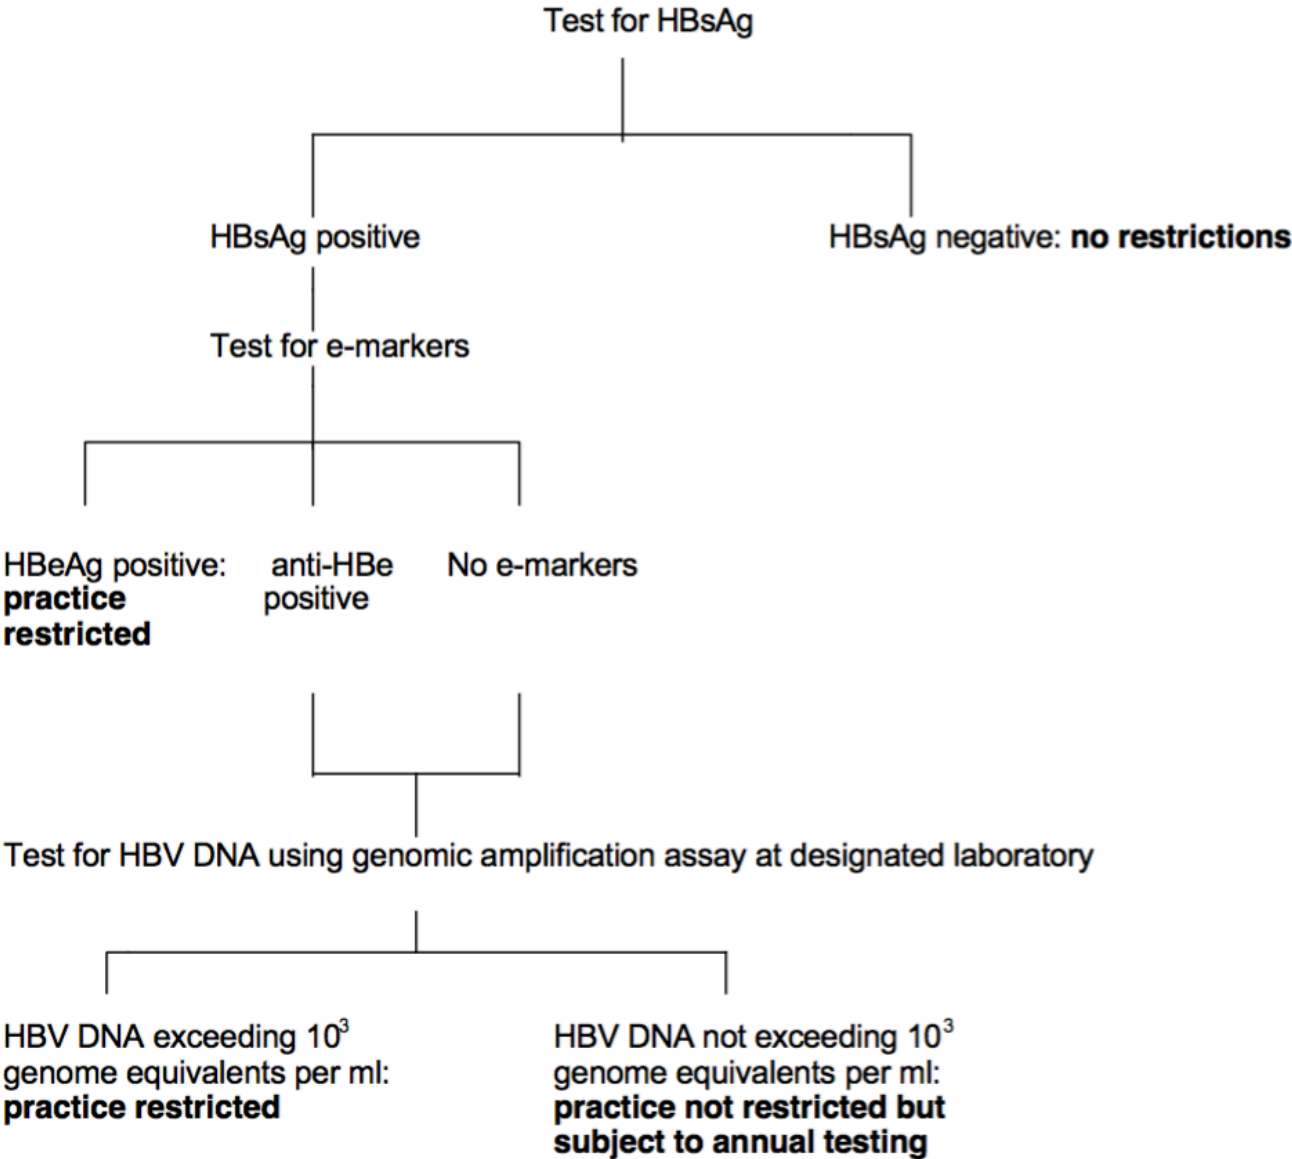 Test for HBsAg
HBsAg positive
HBsAg negative: no restrictions
Test for e-markers
HBeAg positive:
practice
restricted
anti-HBe
positive
No e-markers
Test for HBV DNA using genomic amplification assay at designated laboratory
HBV DNA exceeding 10³
genome equivalents per ml:
practice restricted
HBV DNA not exceeding 10³
genome equivalents per ml:
practice not restricted but
subject to annual testing